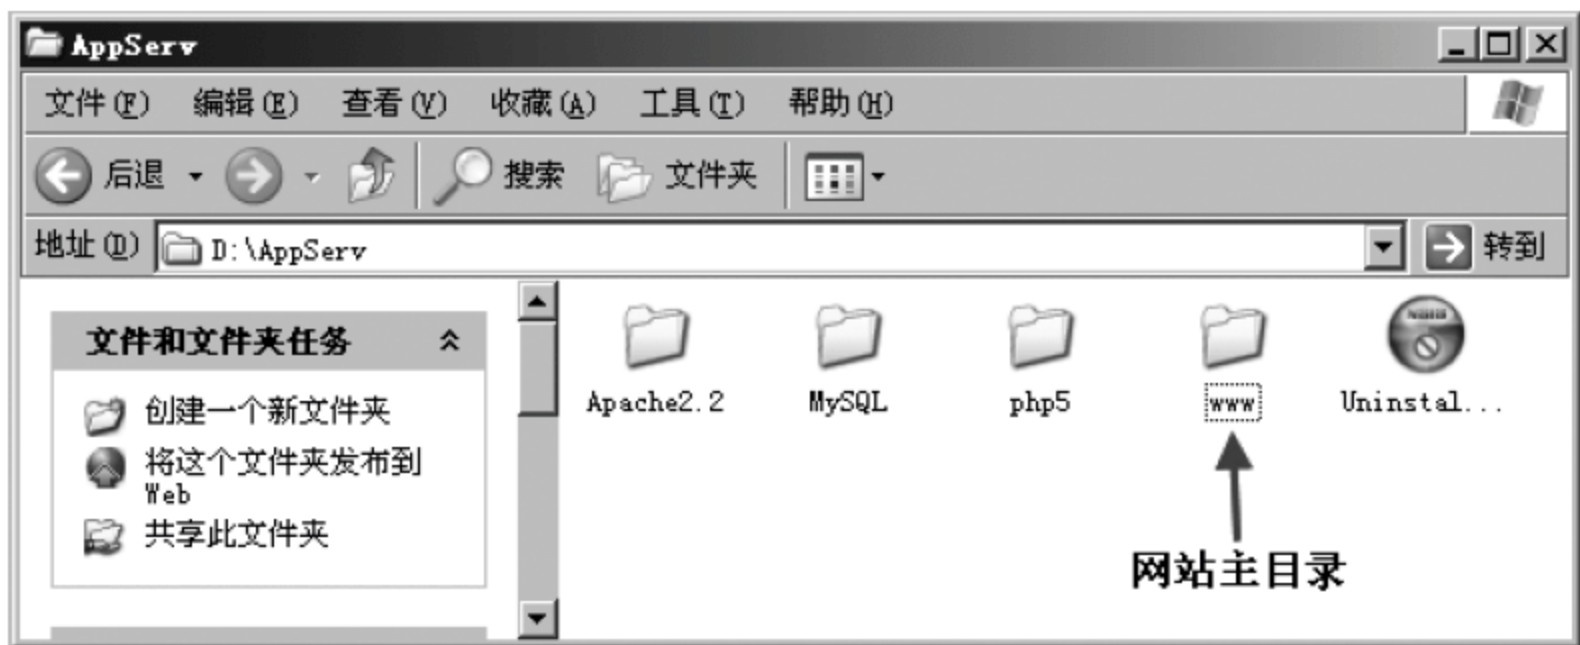 AppServ
文件(F) 编辑(E) 查看(V) 收藏(A) 工具(T) 帮助(H)
后退 搜索 文件夹
地址(D) D:\AppServ 转到
文件和文件夹任务
创建一个新文件夹
将这个文件夹发布到
Web
共享此文件夹
Apache2.2 MySQL php5 www Uninstal...
网站主目录